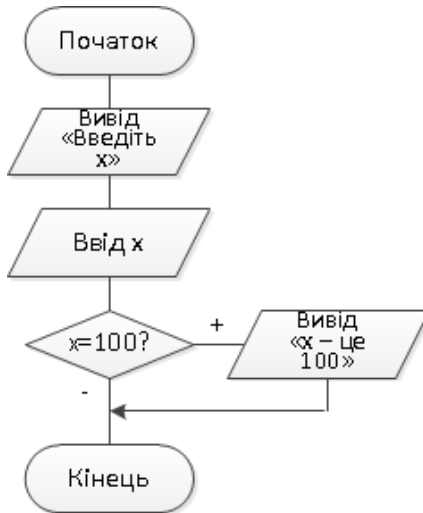 Початок
Вивід
«Введіть
х»
Ввід х
х=100?
+
Вивід
«х – це
100»
-
Кінець